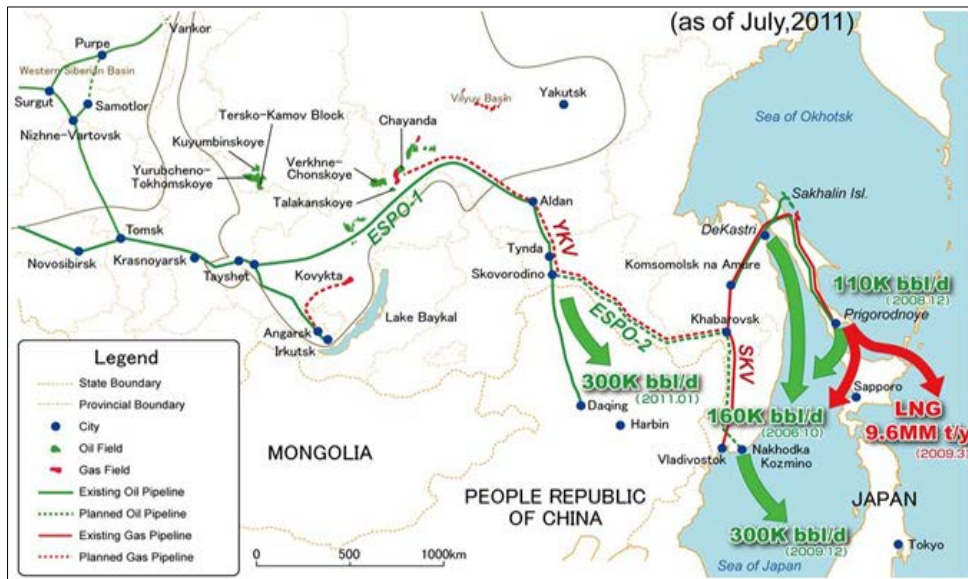 (as of July,2011)
Vankor
Purpe
Western Siberian Basin
Surgut
Samotlor
Nizhne-Vartovsk
Tersko-Kamov Block
Kuyumbinskoye
Yurubcheno-
Tokhomskoye
Chayanda
Verkhne-
Chonskoye
Talakanskoye
Vilyuy Basin
Yakutsk
Sea of Okhotsk
Sakhalin Isl.
DeKastri
Aldan
ESPO-1
YKV
Tomsk
Novosibirsk
Krasnoyarsk
Tayshet
Kovykta
Tynda
Skovorodino
Komsomolsk na Amure
110K bbl/d
(2008.12)
Prigorodnoye
Lake Baykal
Angarsk
Irkutsk
ESPO-2
Khabarovsk
SKV
300K bbl/d
(2011.01)
Daqing
Harbin
160K bbl/d
(2006.10)
Sapporo
LNG
9.6MM t/y
(2009.3)
Vladivostok
Nakhodka
Kozmino
MONGOLIA
PEOPLE REPUBLIC
OF CHINA
JAPAN
300K bbl/d
(2009.12)
Sea of Japan
Tokyo
Legend
State Boundary
Provincial Boundary
City
Oil Field
Gas Field
Existing Oil Pipeline
Planned Oil Pipeline
Existing Gas Pipeline
Planned Gas Pipeline
0 500 1000km